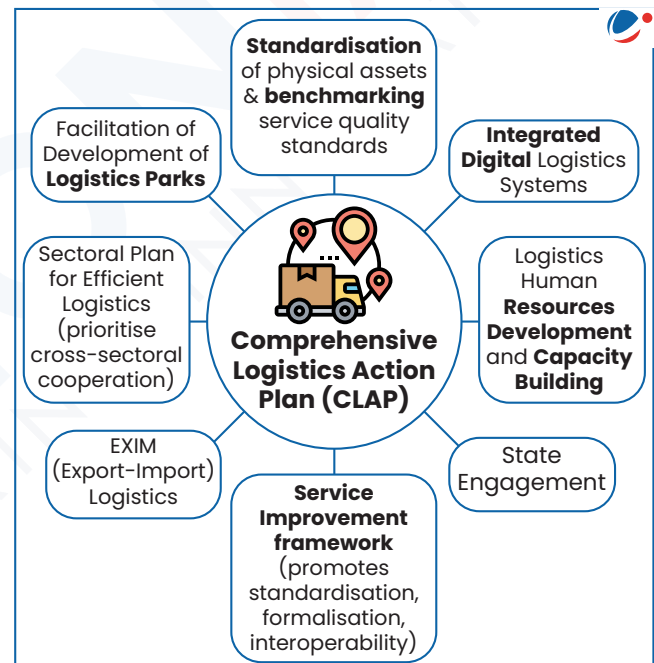 Standardisation
of physical assets
& benchmarking
service quality
standards
Integrated
Digital Logistics
Systems
Logistics
Human
Resources
Development
and Capacity
Building
State
Engagement
Service
Improvement
framework
(promotes
standardisation,
formalisation,
interoperability)
EXIM
(Export-Import)
Logistics
Sectoral Plan
for Efficient
Logistics
(prioritise
cross-sectoral
cooperation)
Facilitation of
Development of
Logistics Parks
Comprehensive
Logistics Action
Plan (CLAP)